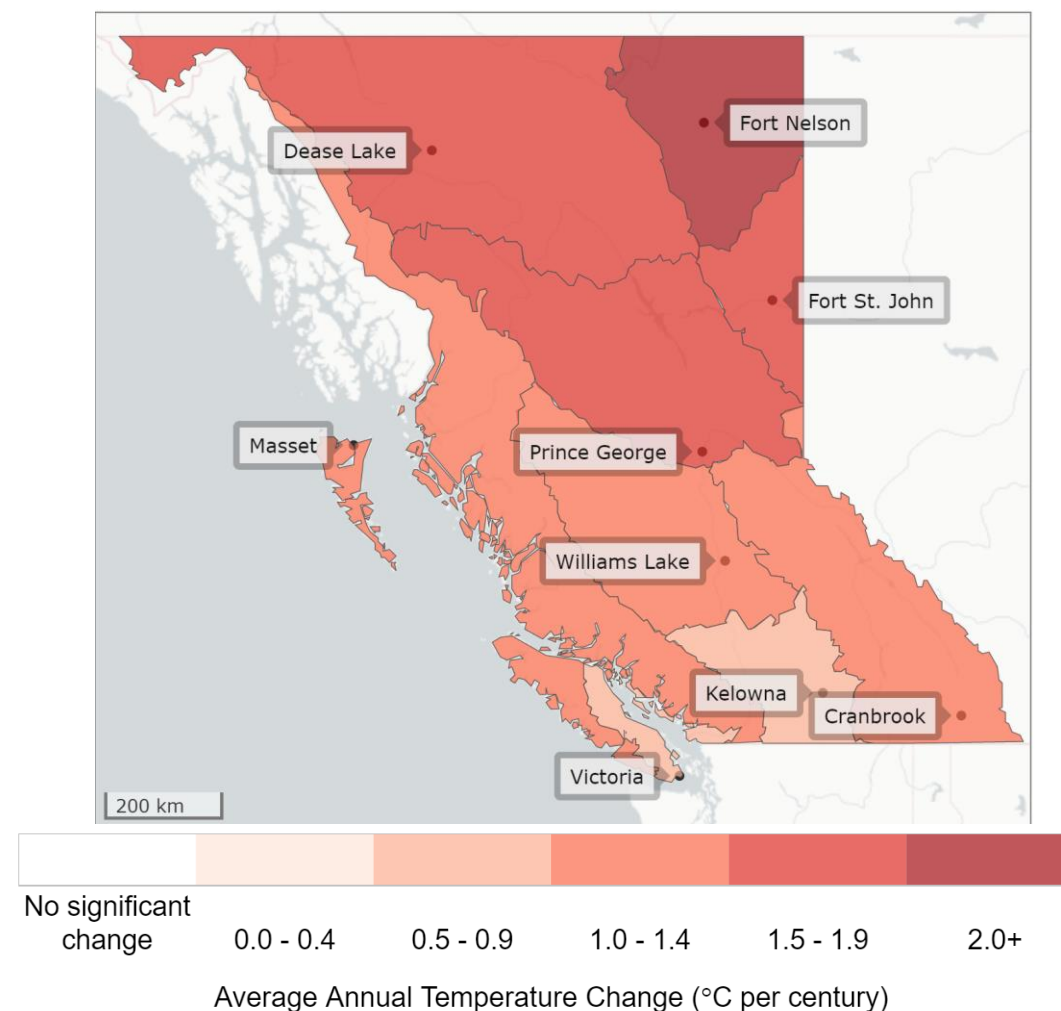 Fort Nelson
Dease Lake
Fort St. John
Masset
Prince George
Williams Lake
Kelowna
Cranbrook
Victoria
200 km
No significant
change
0.0 - 0.4
0.5 - 0.9
1.0 - 1.4
1.5 - 1.9
2.0+
Average Annual Temperature Change (°C per century)